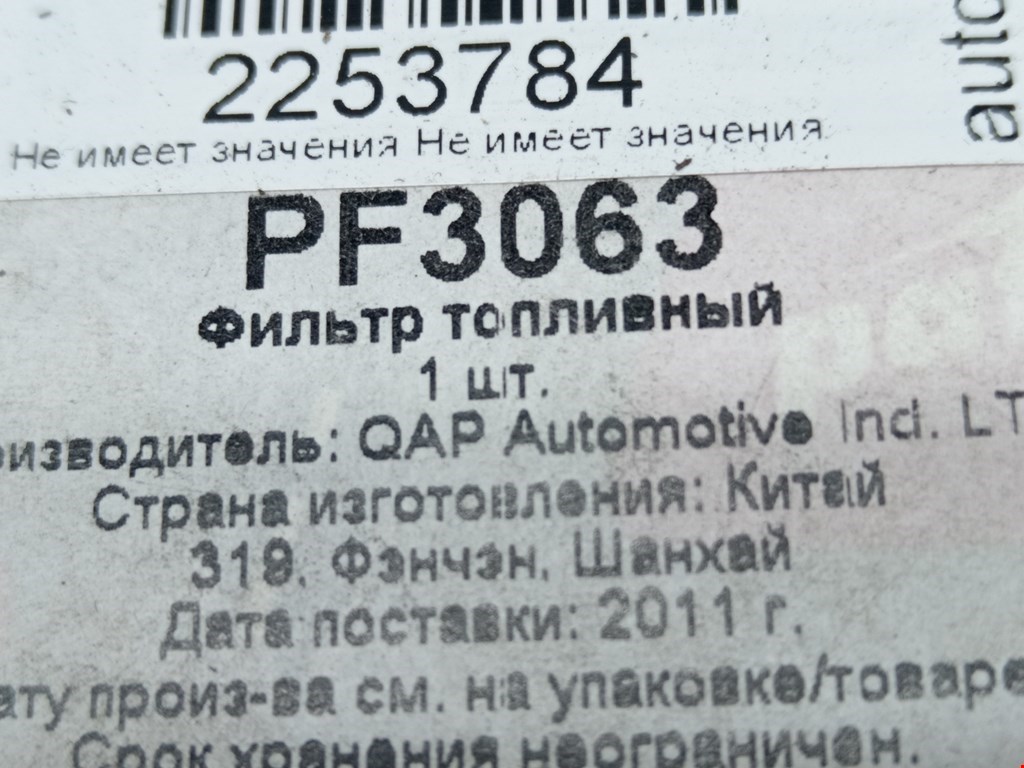 2253784
auto
Не имеет значения Не имеет значения
PF3063
Фильтр топливный
1 шт.
оизводитель: QAP Automotive Incl. LT
Страна изготовления: Китай
319, Фэнчэн, Шанхай
Дата поставки: 2011 г.
ату произ-ва см. на упаковке/товаре
Срок хранения неограничен.